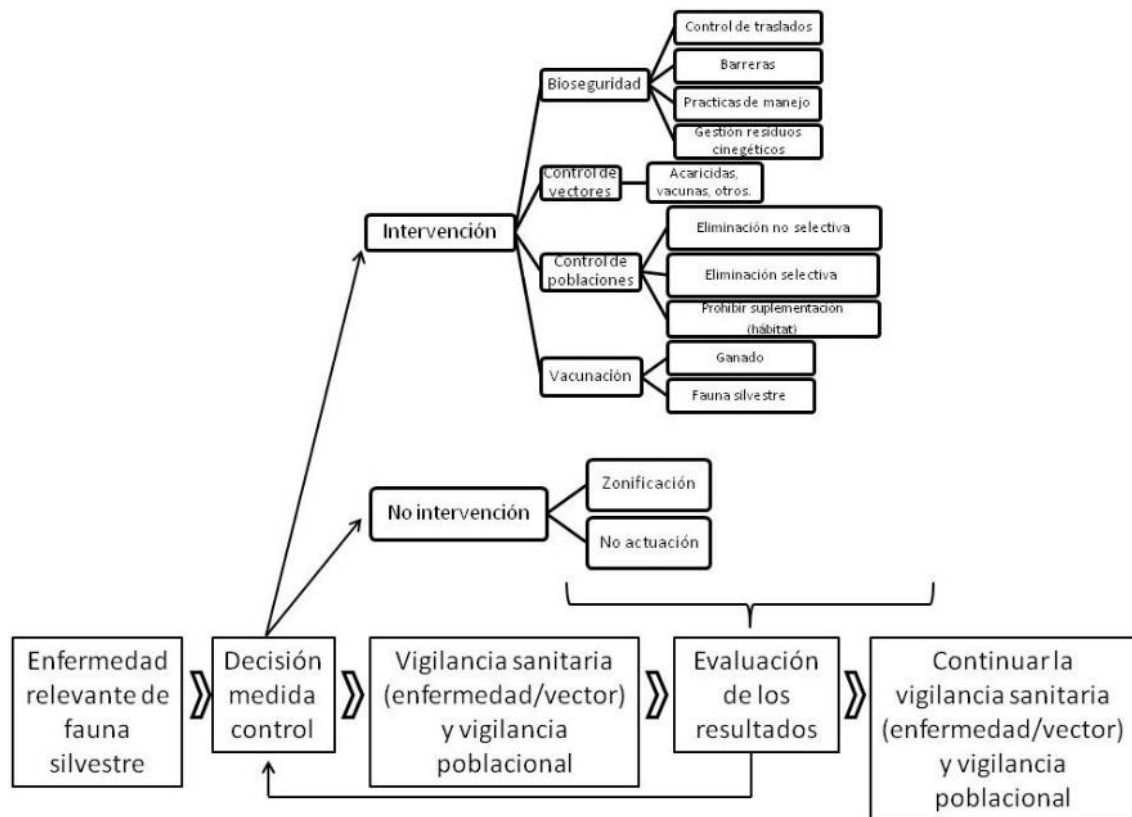 Control de traslados
Barreras
Practicas de manejo
Gestión residuos
cinegéticos
Bioseguridad
Control de
vectores
Acaricidas,
vacunas, otros.
Intervención
Eliminación no selectiva
Control de
poblaciones
Eliminación selectiva
Prohibir suplementación
(hábitat)
Vacunación
Ganado
Fauna silvestre
No intervención
Zonificación
No actuación
Enfermedad
relevante de
fauna
silvestre
Decisión
medida
control
Vigilancia sanitaria
(enfermedad/vector)
y vigilancia
poblacional
Evaluación
de los
resultados
Continuar la
vigilancia sanitaria
(enfermedad/vector)
y vigilancia
poblacional